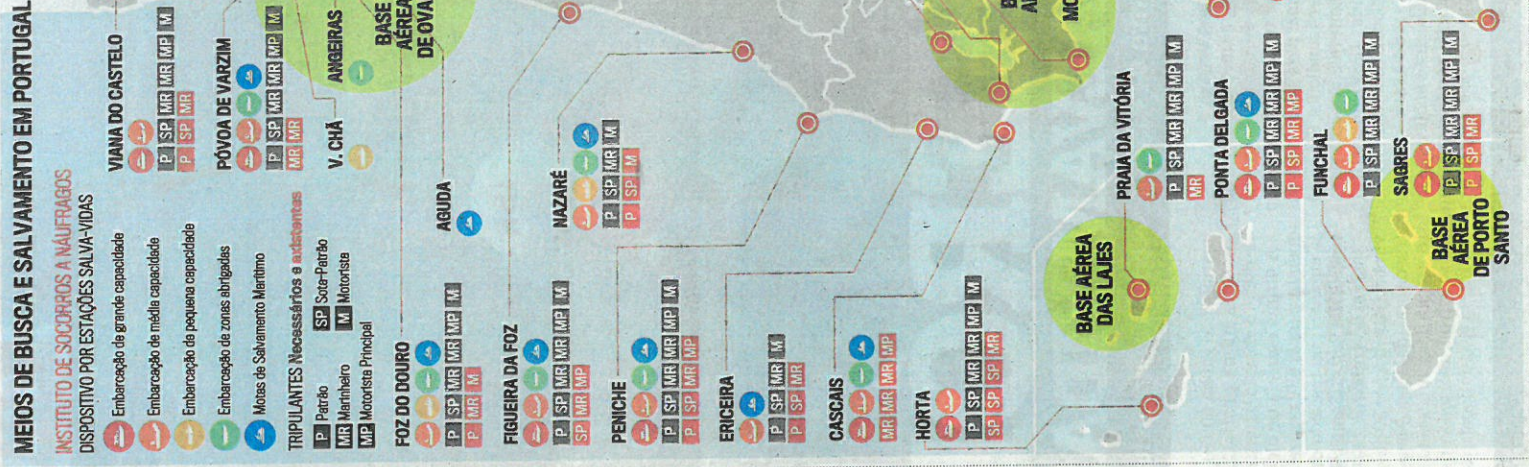 MEIOS DE BUSCA E SALVAMENTO EM PORTUGAL
INSTITUTO DE SOCORROS A NÁUFRAGOS
DISPOSITIVO POR ESTAÇÕES SALVA-VIDAS
Embarcação de grande capacidade
Embarcação de média capacidade
Embarcação de pequena capacidade
Embarcação de zonas abrigadas
Motas de Salvamento Marítimo
TRIPULANTES Necessários e existentes
P Patrão SP Sota-Patrão
MR Marinheiro M Motorista
MP Motorista Principal
VIANA DO CASTELO
P SP MR MR MP M
P SP MR
PÓVOA DE VARZIM
P SP MR MR MP M
MR MR
V. CHÃ
ANGEIRAS
BASE
AÉREA
DE OVA
FOZ DO DOURO
P SP MR MR MP M
P MR MR M
AGUDA
FIGUEIRA DA FOZ
P SP MR MR MP M
SP MR MP
NAZARÉ
P SP MR M
P SP M
PENICHE
P SP MR MR MP M
P SP MR MR MP
ERICEIRA
P SP MR M
P SP
CASCAIS
P SP MR MR MP M
MR MR MR MP
HORTA
P SP MR MR MP M
SP SP SP MR
BASE AÉREA
DAS LAJES
PRAIA DA VITÓRIA
P SP MR MR MP M
MR
PONTA DELGADA
P SP MR MR MP M
P SP MR MR MP
FUNCHAL
P SP MR MR MP M
SAGRES
P SP MR MR MP M
P SP MR
BASE
AÉREA
DE PORTO
SANTO
MO